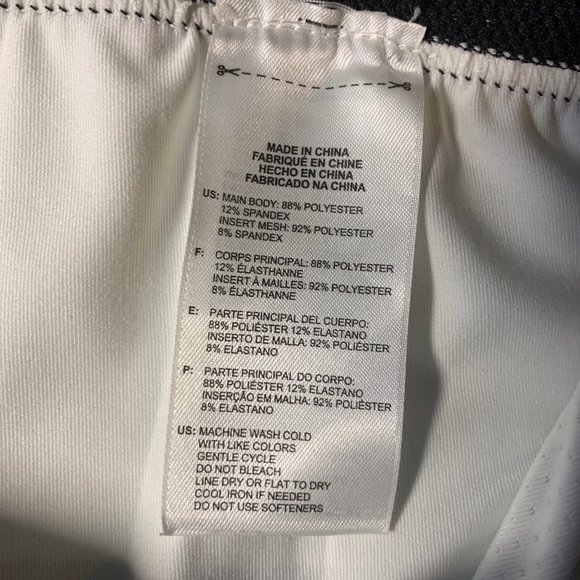 MADE IN CHINA
FABRIQUÉ EN CHINE
HECHO EN CHINA
FABRICADO NA CHINA
US: MAIN BODY: 88% POLYESTER
12% SPANDEX
INSERT MESH: 92% POLYESTER
8% SPANDEX
F: CORPS PRINCIPAL: 88% POLYESTER
12% ÉLASTHANNE
INSERT À MAILLES: 92% POLYESTER
8% ÉLASTHANNE
E: PARTE PRINCIPAL DEL CUERPO:
88% POLIÉSTER 12% ELASTANO
INSERTO DE MALLA: 92% POLIÉSTER
8% ELASTANO
P: PARTE PRINCIPAL DO CORPO:
88% POLIÉSTER 12% ELASTANO
INSERÇÃO EM MALHA: 92% POLIÉSTER
8% ELASTANO
US: MACHINE WASH COLD
WITH LIKE COLORS
GENTLE CYCLE
DO NOT BLEACH
LINE DRY OR FLAT TO DRY
COOL IRON IF NEEDED
DO NOT USE SOFTENERS